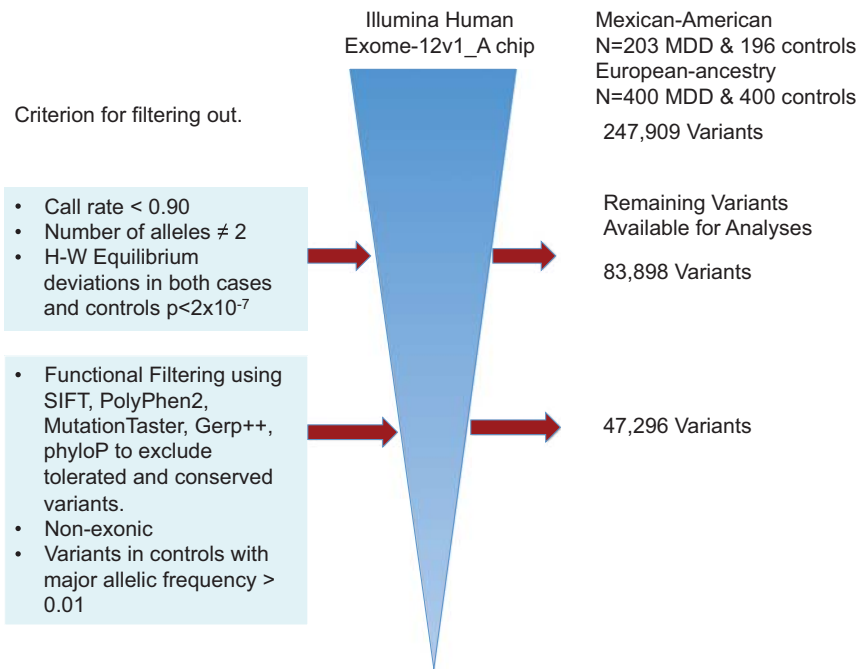 Illumina Human
Exome-12v1_A chip
Mexican-American
N=203 MDD & 196 controls
European-ancestry
N=400 MDD & 400 controls
247,909 Variants
Criterion for filtering out.
• Call rate < 0.90
• Number of alleles ≠ 2
• H-W Equilibrium
deviations in both cases
and controls p<2x10⁻⁷
Remaining Variants
Available for Analyses
83,898 Variants
• Functional Filtering using
SIFT, PolyPhen2,
MutationTaster, Gerp++,
phyloP to exclude
tolerated and conserved
variants.
• Non-exonic
• Variants in controls with
major allelic frequency >
0.01
47,296 Variants